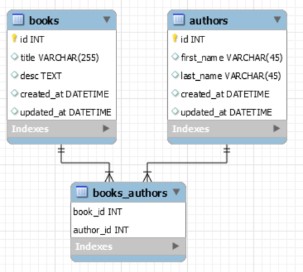 books
id INT
title VARCHAR(255)
desc TEXT
created_at DATETIME
updated_at DATETIME
Indexes
authors
id INT
first_name VARCHAR(45)
last_name VARCHAR(45)
created_at DATETIME
updated_at DATETIME
Indexes
books_authors
book_id INT
author_id INT
Indexes